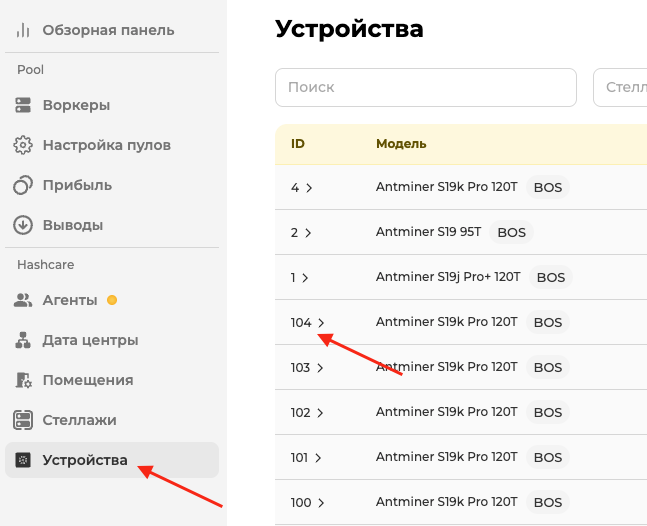 Обзорная панель
Pool
Воркеры
Настройка пулов
Прибыль
Выводы
Hashcare
Агенты
Дата центры
Помещения
Стеллажи
Устройства
Устройства
Поиск
Стелл
ID Модель
4 Antminer S19k Pro 120T BOS
2 Antminer S19 95T BOS
1 Antminer S19j Pro+ 120T BOS
104 Antminer S19k Pro 120T BOS
103 Antminer S19k Pro 120T BOS
102 Antminer S19k Pro 120T BOS
101 Antminer S19k Pro 120T BOS
100 Antminer S19k Pro 120T BOS